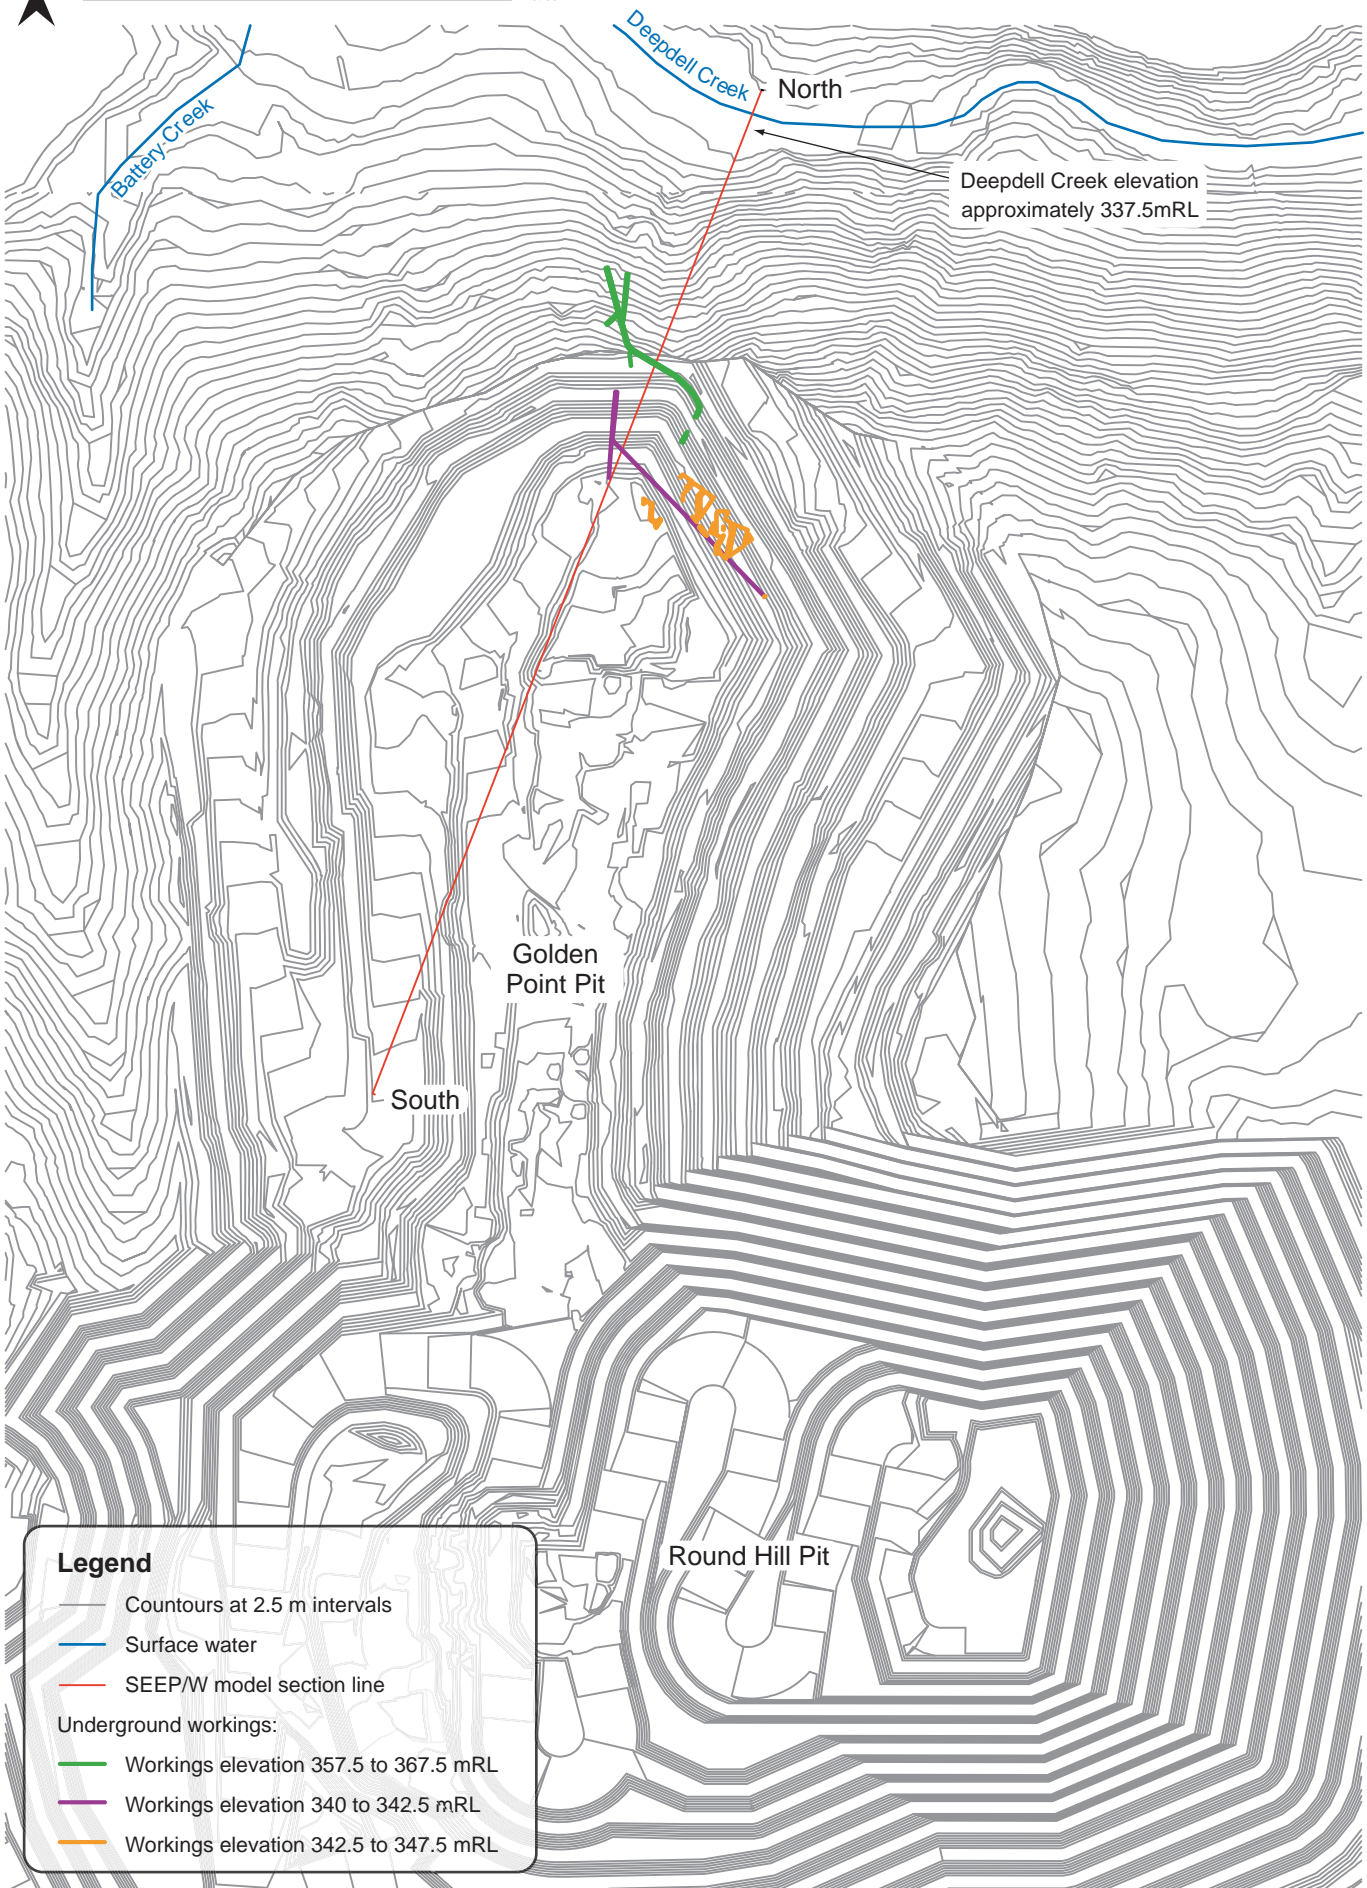 Deepdell Creek
North
Battery Creek
Deepdell Creek elevation
approximately 337.5mRL
Golden
Point Pit
South
Round Hill Pit
Legend
Countours at 2.5 m intervals
Surface water
SEEP/W model section line
Underground workings:
Workings elevation 357.5 to 367.5 mRL
Workings elevation 340 to 342.5 mRL
Workings elevation 342.5 to 347.5 mRL